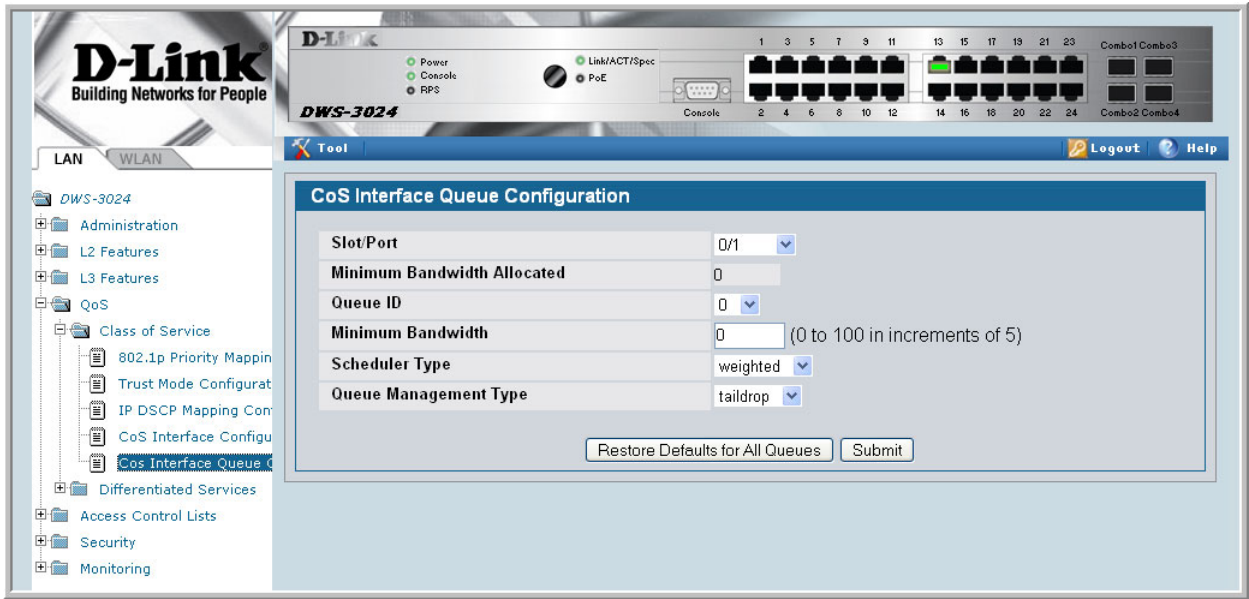 D-Link
Building Networks for People
D-Link
Power
Console
RPS
Link/ACT/Spec
PoE
DWS-3024
Console
1 3 5 7 9 11 13 15 17 19 21 23
2 4 6 8 10 12 14 16 18 20 22 24
Combo1 Combo3
Combo2 Combo4
LAN
WLAN
Tool
Logout
Help
DWS-3024
Administration
L2 Features
L3 Features
QoS
Class of Service
802.1p Priority Mappin
Trust Mode Configurat
IP DSCP Mapping Con
CoS Interface Configu
Cos Interface Queue C
Differentiated Services
Access Control Lists
Security
Monitoring
CoS Interface Queue Configuration
Slot/Port 0/1
Minimum Bandwidth Allocated 0
Queue ID 0
Minimum Bandwidth 0 (0 to 100 in increments of 5)
Scheduler Type weighted
Queue Management Type taildrop
Restore Defaults for All Queues Submit